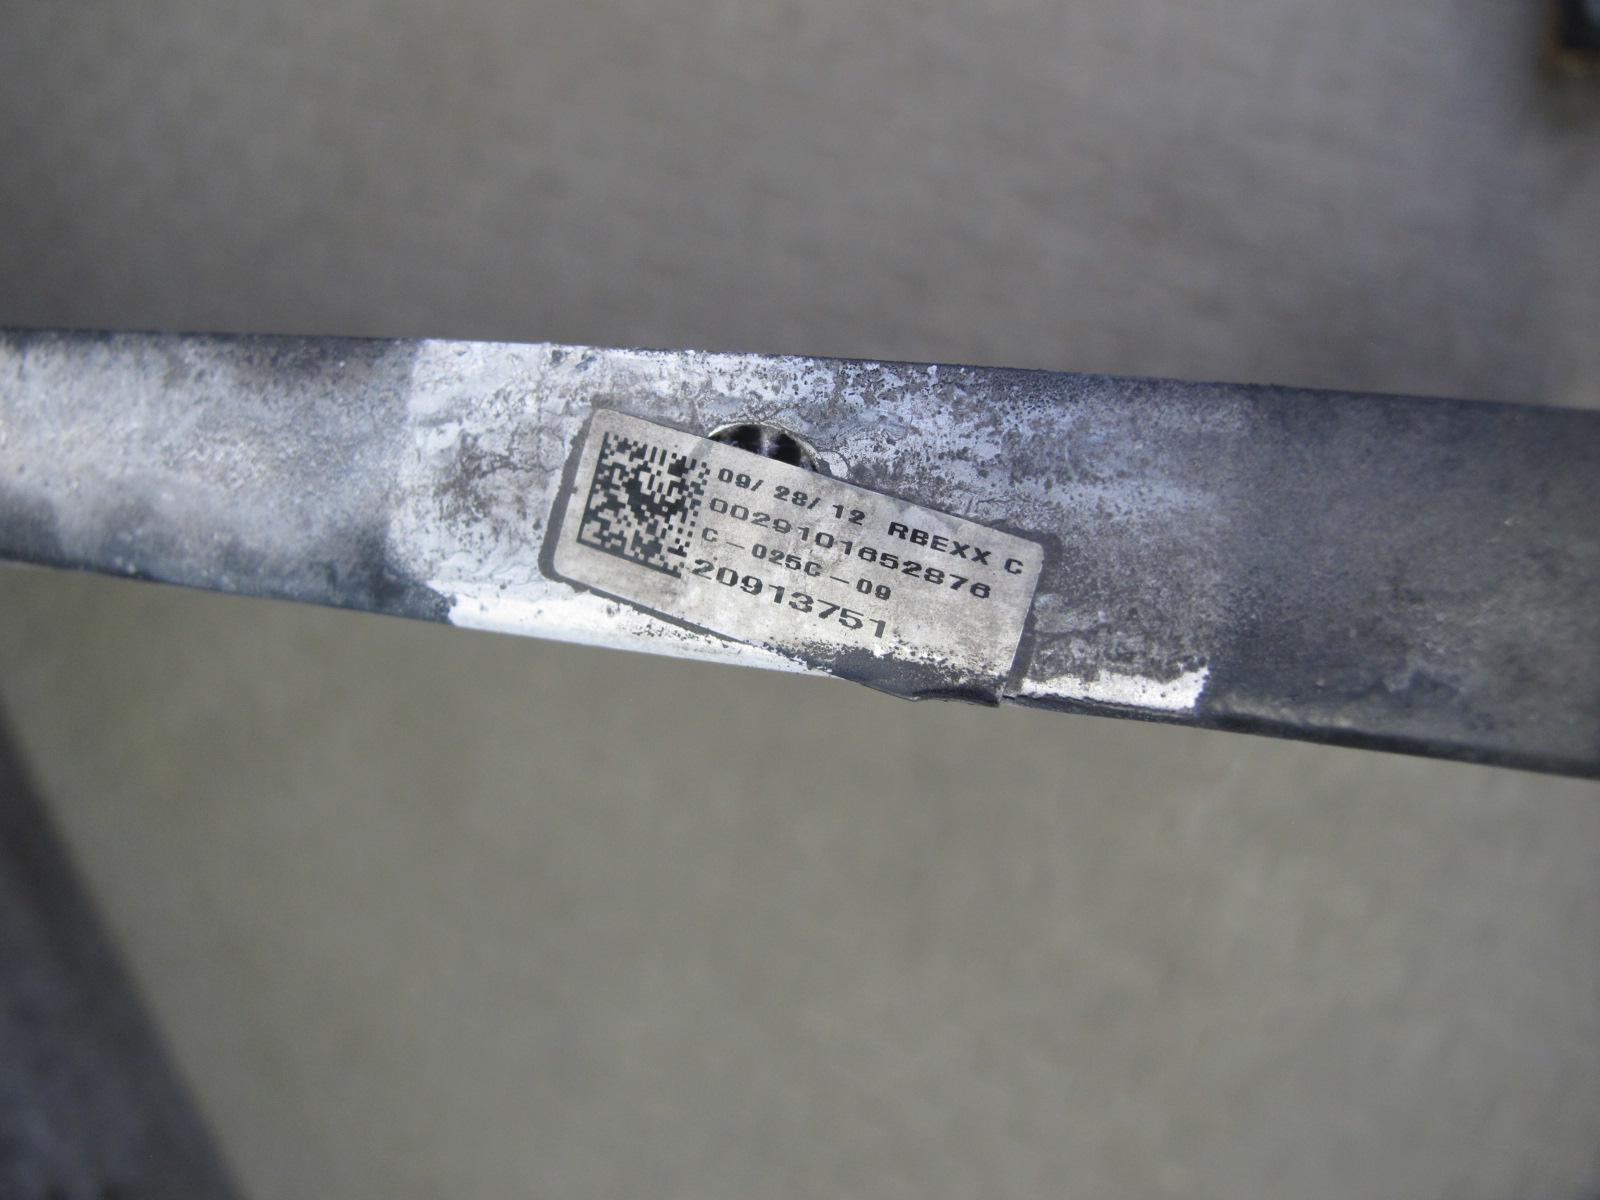 09/ 28/ 12 RBEXX C
0029101652876
C-025C-09
20913751